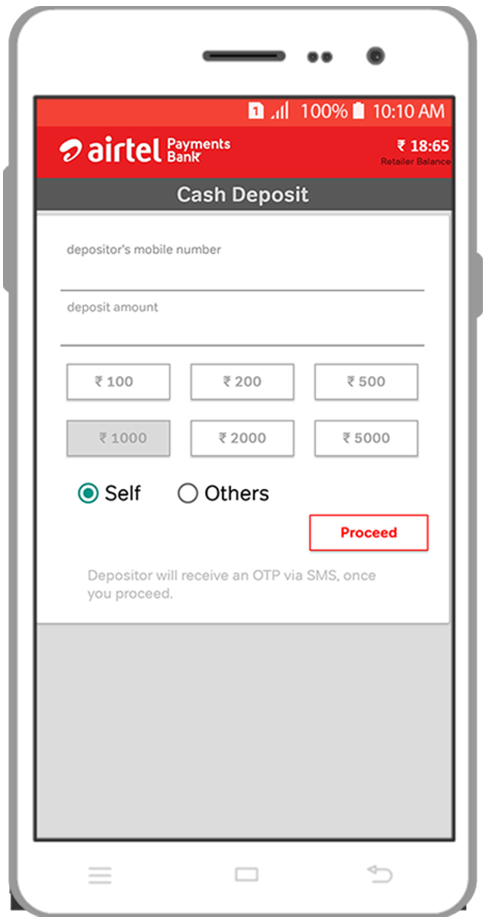 1 100% 10:10 AM
airtel Payments Bank ₹ 18:65
Retailer Balance
Cash Deposit
depositor's mobile number
deposit amount
₹ 100 ₹ 200 ₹ 500
₹ 1000 ₹ 2000 ₹ 5000
Self Others
Proceed
Depositor will receive an OTP via SMS, once
you proceed.